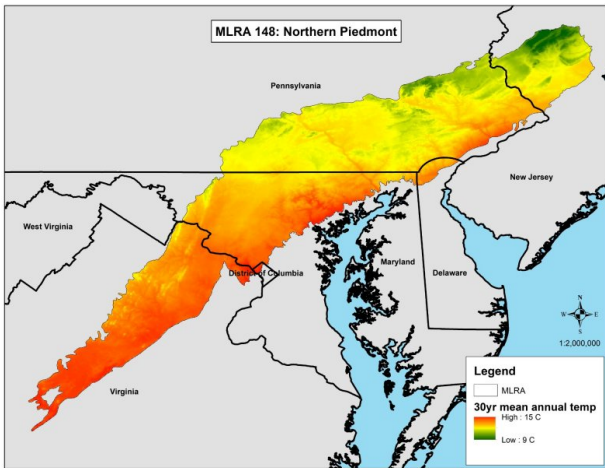 MLRA 148: Northern Piedmont
Pennsylvania
New Jersey
West Virginia
District of Columbia
Maryland
Delaware
Virginia
N
W E
S
1:2,000,000
Legend
MLRA
30yr mean annual temp
High : 15 C
Low : 9 C